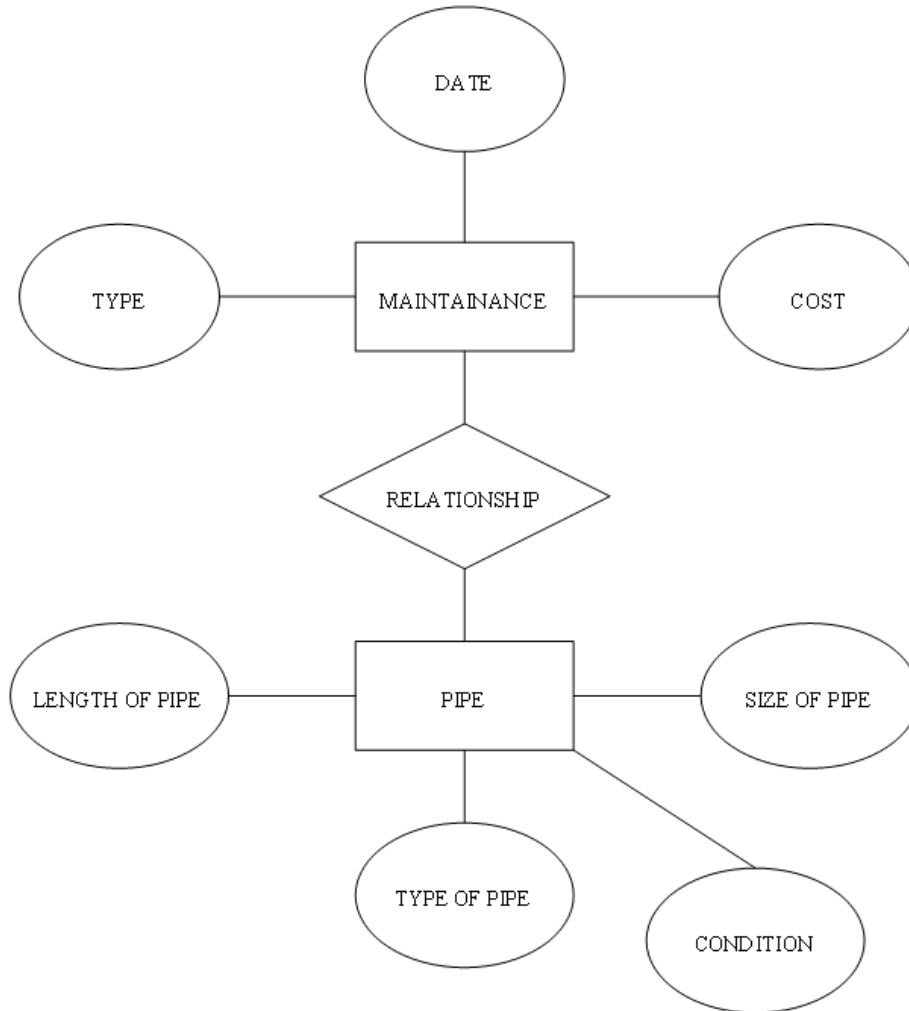 DATE
TYPE
MAINTAINANCE
COST
RELATIONSHIP
LENGTH OF PIPE
PIPE
SIZE OF PIPE
TYPE OF PIPE
CONDITION